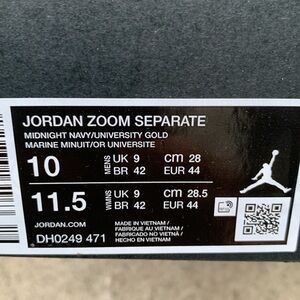 JORDAN ZOOM SEPARATE
MIDNIGHT NAVY/UNIVERSITY GOLD
MARINE MINUIT/OR UNIVERSITE
10 MENS UK 9 cm 28
BR 42 EUR 44
11.5 WMNS UK 9 cm 28.5
BR 42 EUR 44
JORDAN.COM
DH0249 471
MADE IN VIETNAM /
FABRIQUÉ AU VIETNAM /
FABRICADO NO VIETNÃ /
HECHO EN VIETNAM